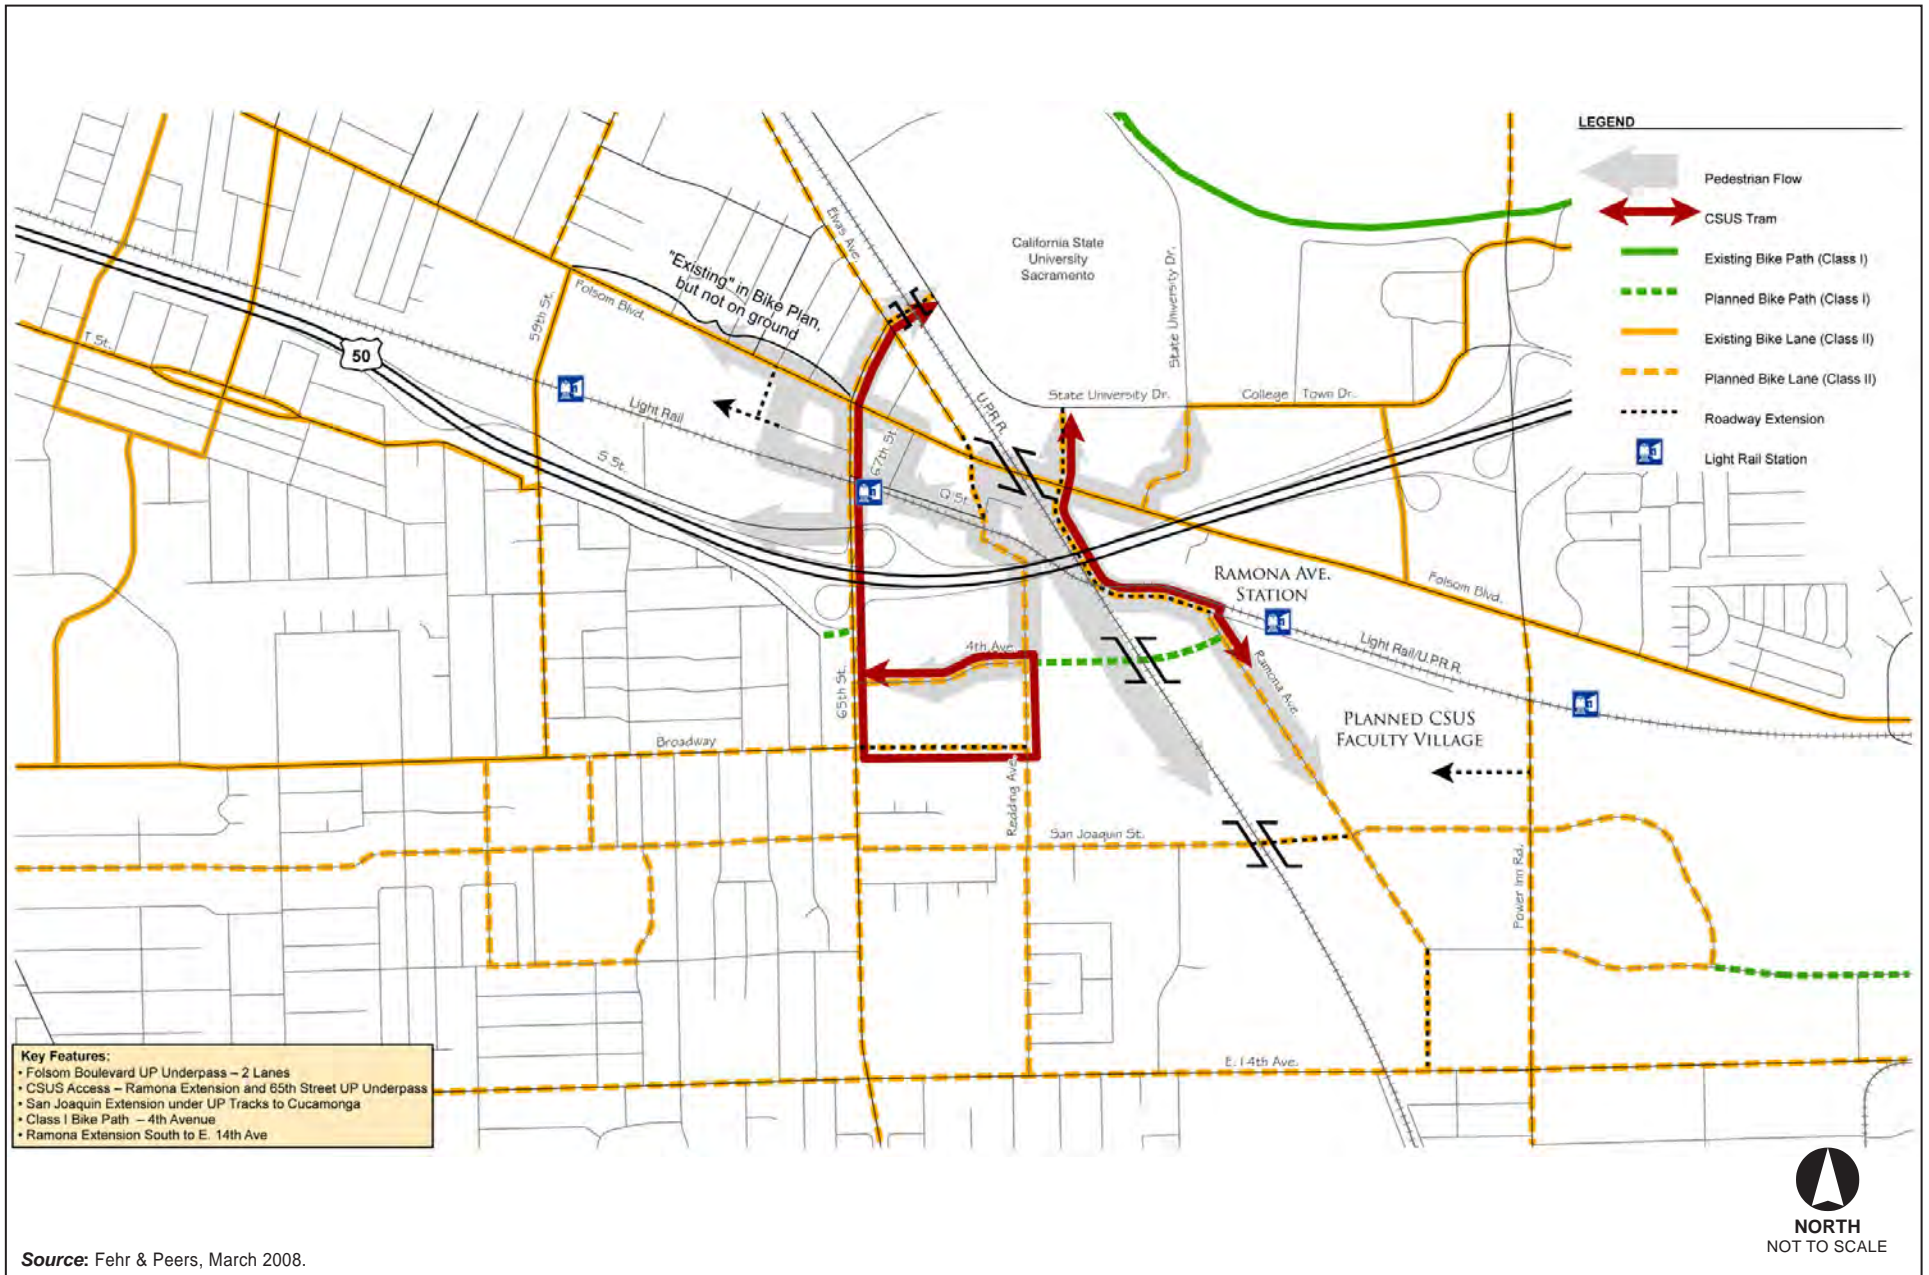 LEGEND
Pedestrian Flow
CSUS Tram
Existing Bike Path (Class I)
Planned Bike Path (Class I)
Existing Bike Lane (Class II)
Planned Bike Lane (Class II)
Roadway Extension
Light Rail Station
California State
University
Sacramento
Elvas Ave.
State University Dr.
"Existing" in Bike Plan,
but not on ground
Folsom Blvd.
59th St.
T St.
50
Light Rail
U.P.R.R.
State University Dr.
College Town Dr.
S St.
67th St.
Q St.
RAMONA AVE.
STATION
Folsom Blvd.
Light Rail/U.P.R.R.
4th Ave.
65th St.
Ramona Ave.
PLANNED CSUS
FACULTY VILLAGE
Broadway
Redding Ave.
San Joaquin St.
Power Inn Rd.
E. 14th Ave.
Key Features:
• Folsom Boulevard UP Underpass – 2 Lanes
• CSUS Access – Ramona Extension and 65th Street UP Underpass
• San Joaquin Extension under UP Tracks to Cucamonga
• Class I Bike Path – 4th Avenue
• Ramona Extension South to E. 14th Ave
NORTH
NOT TO SCALE
Source: Fehr & Peers, March 2008.